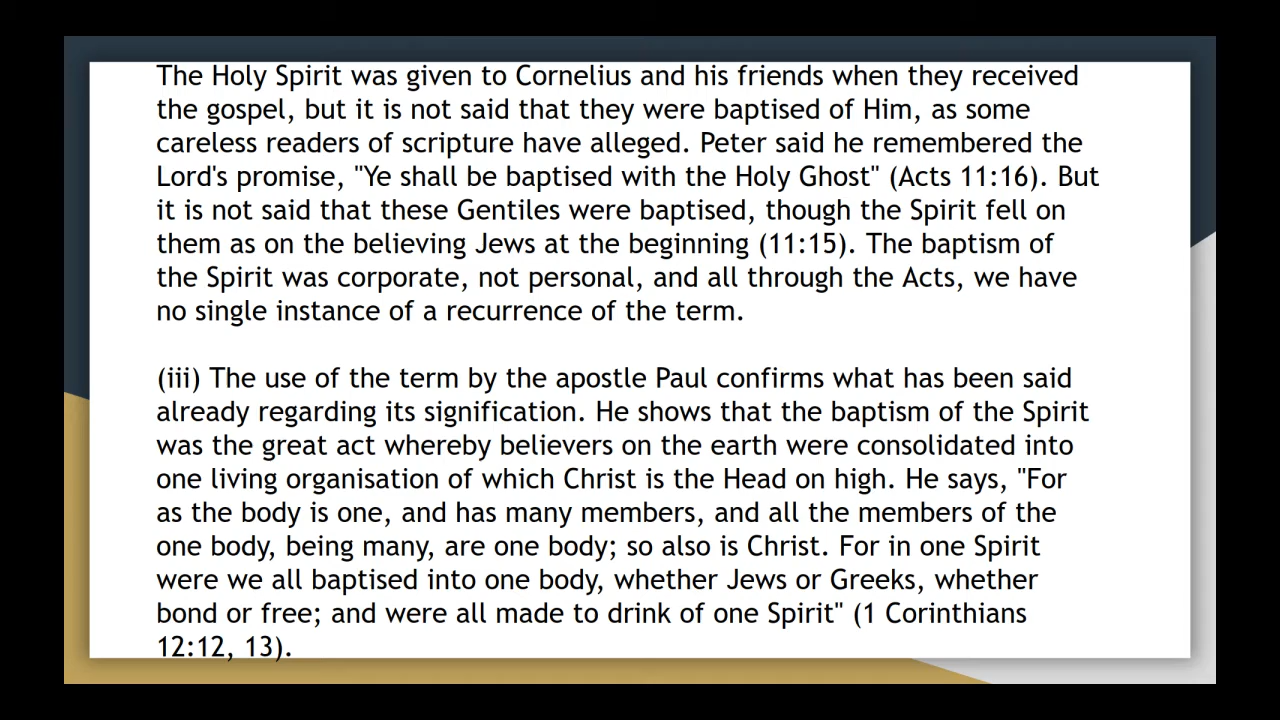 The Holy Spirit was given to Cornelius and his friends when they received
the gospel, but it is not said that they were baptised of Him, as some
careless readers of scripture have alleged. Peter said he remembered the
Lord's promise, "Ye shall be baptised with the Holy Ghost" (Acts 11:16). But
it is not said that these Gentiles were baptised, though the Spirit fell on
them as on the believing Jews at the beginning (11:15). The baptism of
the Spirit was corporate, not personal, and all through the Acts, we have
no single instance of a recurrence of the term.
(iii) The use of the term by the apostle Paul confirms what has been said
already regarding its signification. He shows that the baptism of the Spirit
was the great act whereby believers on the earth were consolidated into
one living organisation of which Christ is the Head on high. He says, "For
as the body is one, and has many members, and all the members of the
one body, being many, are one body; so also is Christ. For in one Spirit
were we all baptised into one body, whether Jews or Greeks, whether
bond or free; and were all made to drink of one Spirit" (1 Corinthians
12:12, 13).